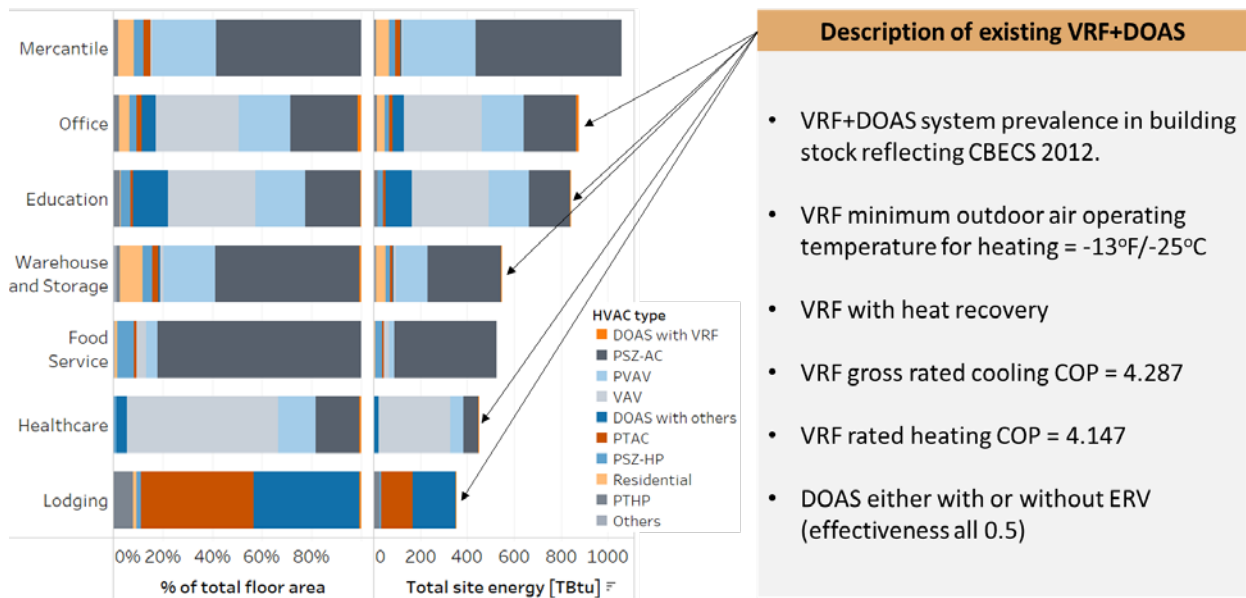 Mercantile
Office
Education
Warehouse
and Storage
Food
Service
Healthcare
Lodging
0% 20% 40% 60% 80%
% of total floor area
0 200 400 600 800 1000
Total site energy [TBtu]
HVAC type
DOAS with VRF
PSZ-AC
PVAV
VAV
DOAS with others
PTAC
PSZ-HP
Residential
PTHP
Others
Description of existing VRF+DOAS
• VRF+DOAS system prevalence in building
stock reflecting CBECS 2012.
• VRF minimum outdoor air operating
temperature for heating = -13°F/-25°C
• VRF with heat recovery
• VRF gross rated cooling COP = 4.287
• VRF rated heating COP = 4.147
• DOAS either with or without ERV
(effectiveness all 0.5)